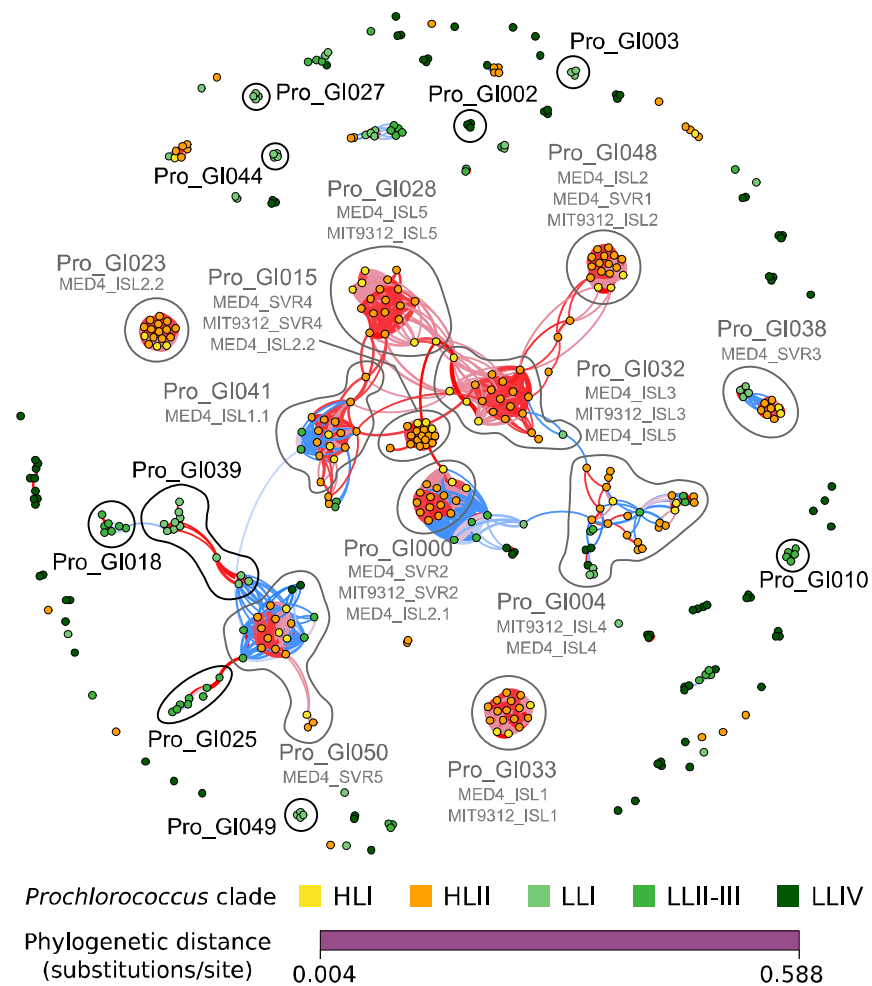 Pro_GI003
Pro_GI027
Pro_GI002
Pro_GI044
Pro_GI048
MED4_ISL2
MED4_SVR1
MIT9312_ISL2
Pro_GI028
MED4_ISL5
MIT9312_ISL5
Pro_GI023
MED4_ISL2.2
Pro_GI015
MED4_SVR4
MIT9312_SVR4
MED4_ISL2.2
Pro_GI038
MED4_SVR3
Pro_GI032
MED4_ISL3
MIT9312_ISL3
MED4_ISL5
Pro_GI041
MED4_ISL1.1
Pro_GI039
Pro_GI018
Pro_GI000
MED4_SVR2
MIT9312_SVR2
MED4_ISL2.1
Pro_GI010
Pro_GI004
MIT9312_ISL4
MED4_ISL4
Pro_GI025
Pro_GI050
MED4_SVR5
Pro_GI033
MED4_ISL1
MIT9312_ISL1
Pro_GI049
Prochlorococcus clade HLI HLII LLI LLII-III LLIV
Phylogenetic distance
(substitutions/site)
0.004 0.588